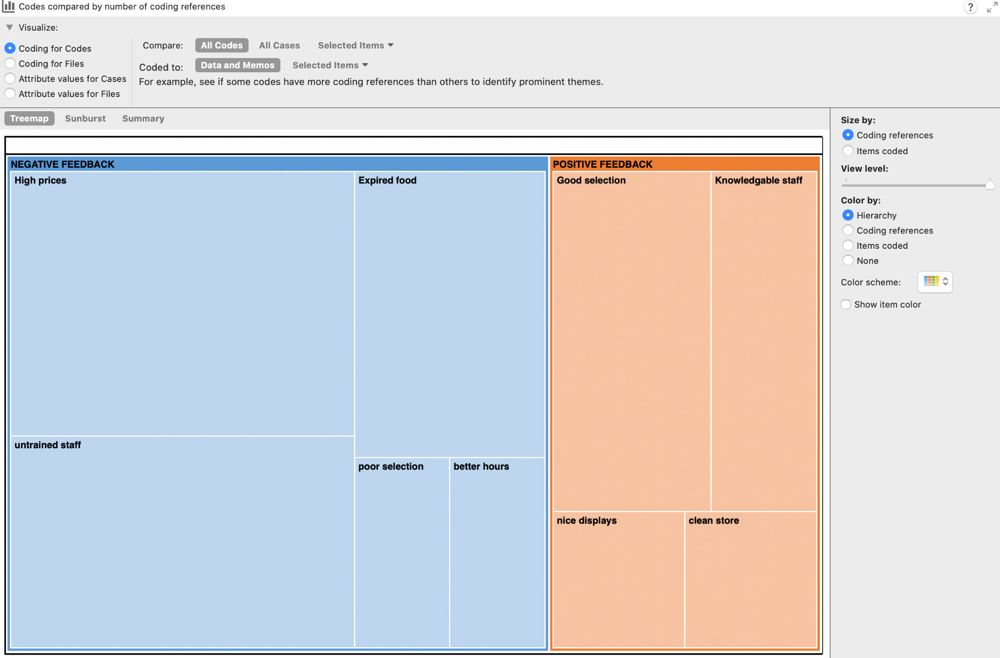 Codes compared by number of coding references
?
Visualize:
Coding for Codes
Coding for Files
Attribute values for Cases
Attribute values for Files
Compare: All Codes All Cases Selected Items
Coded to: Data and Memos Selected Items
For example, see if some codes have more coding references than others to identify prominent themes.
Treemap Sunburst Summary
NEGATIVE FEEDBACK
High prices
Expired food
untrained staff
poor selection
better hours
POSITIVE FEEDBACK
Good selection
Knowledgable staff
nice displays
clean store
Size by:
Coding references
Items coded
View level:
Color by:
Hierarchy
Coding references
Items coded
None
Color scheme:
Show item color